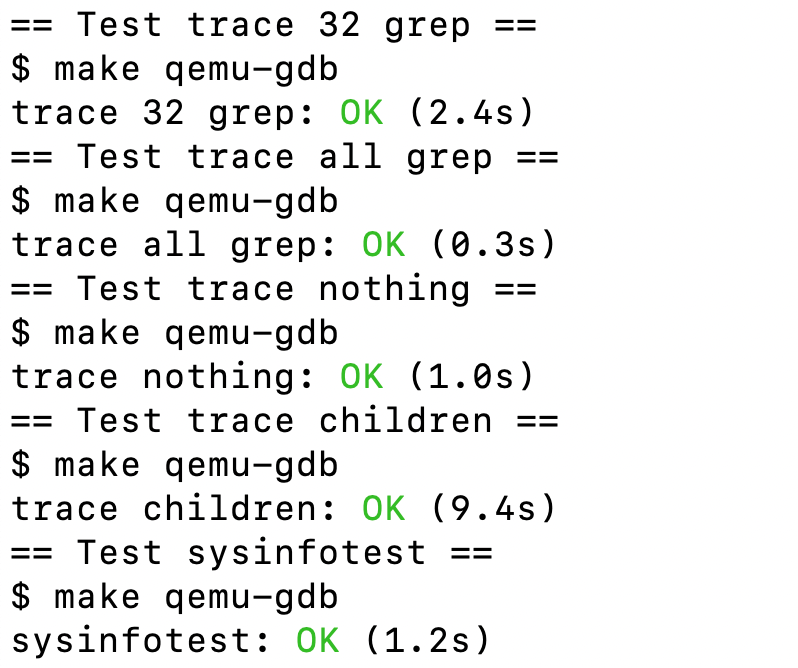 == Test trace 32 grep ==
$ make qemu-gdb
trace 32 grep: OK (2.4s)
== Test trace all grep ==
$ make qemu-gdb
trace all grep: OK (0.3s)
== Test trace nothing ==
$ make qemu-gdb
trace nothing: OK (1.0s)
== Test trace children ==
$ make qemu-gdb
trace children: OK (9.4s)
== Test sysinfotest ==
$ make qemu-gdb
sysinfotest: OK (1.2s)